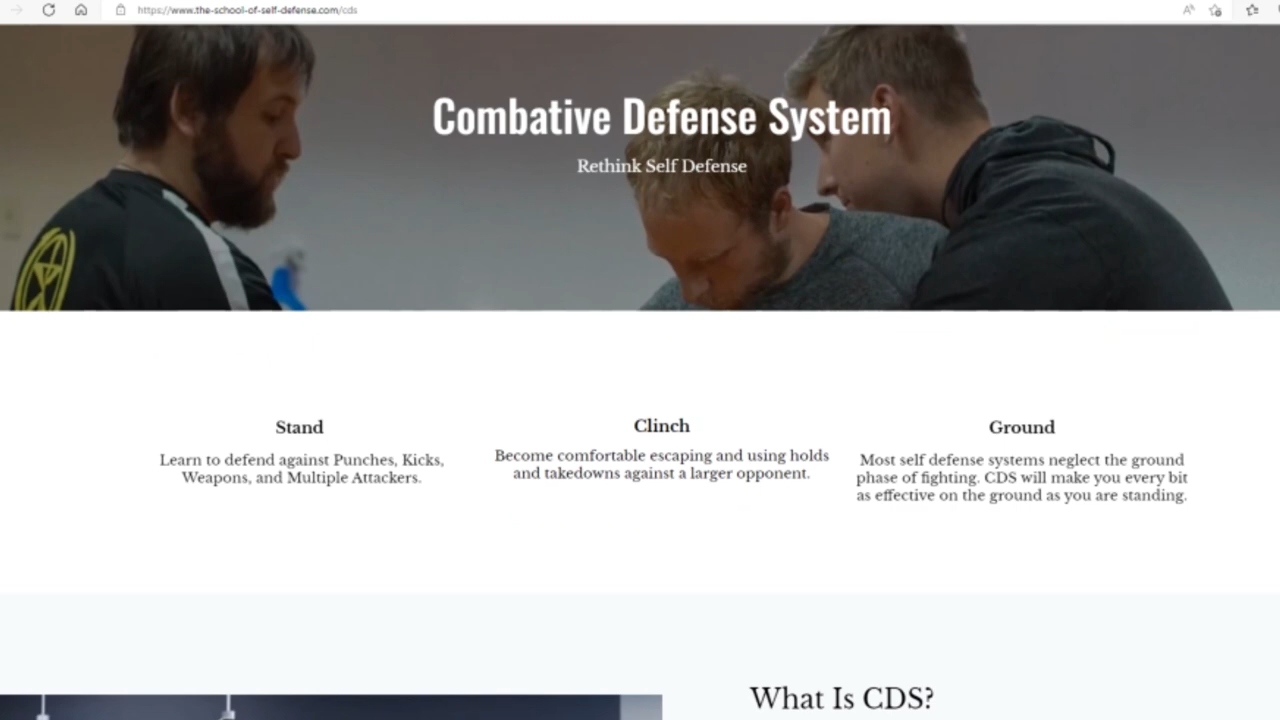 https://www.the-school-of-self-defense.com/cds
Combative Defense System
Rethink Self Defense
Stand
Learn to defend against Punches, Kicks,
Weapons, and Multiple Attackers.
Clinch
Become comfortable escaping and using holds
and takedowns against a larger opponent.
Ground
Most self defense systems neglect the ground
phase of fighting. CDS will make you every bit
as effective on the ground as you are standing.
What Is CDS?